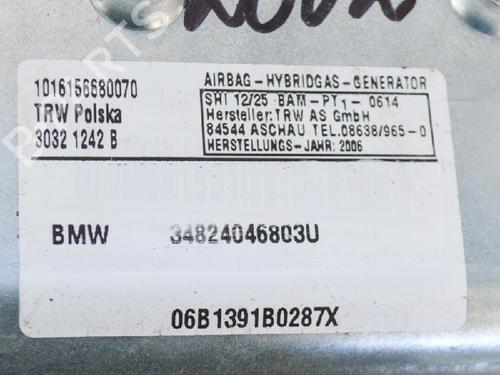 1016156680070
TRW Polska
3032 1242 B
AIRBAG-HYBRIDGAS-GENERATOR
SHI 12/25 BAM-PT1-0614
Hersteller:TRW AS GmbH
84544 ASCHAU TEL.08638/965-0
HERSTELLUNGS-JAHR: 2006
BMW 34824046803U
06B1391B0287X